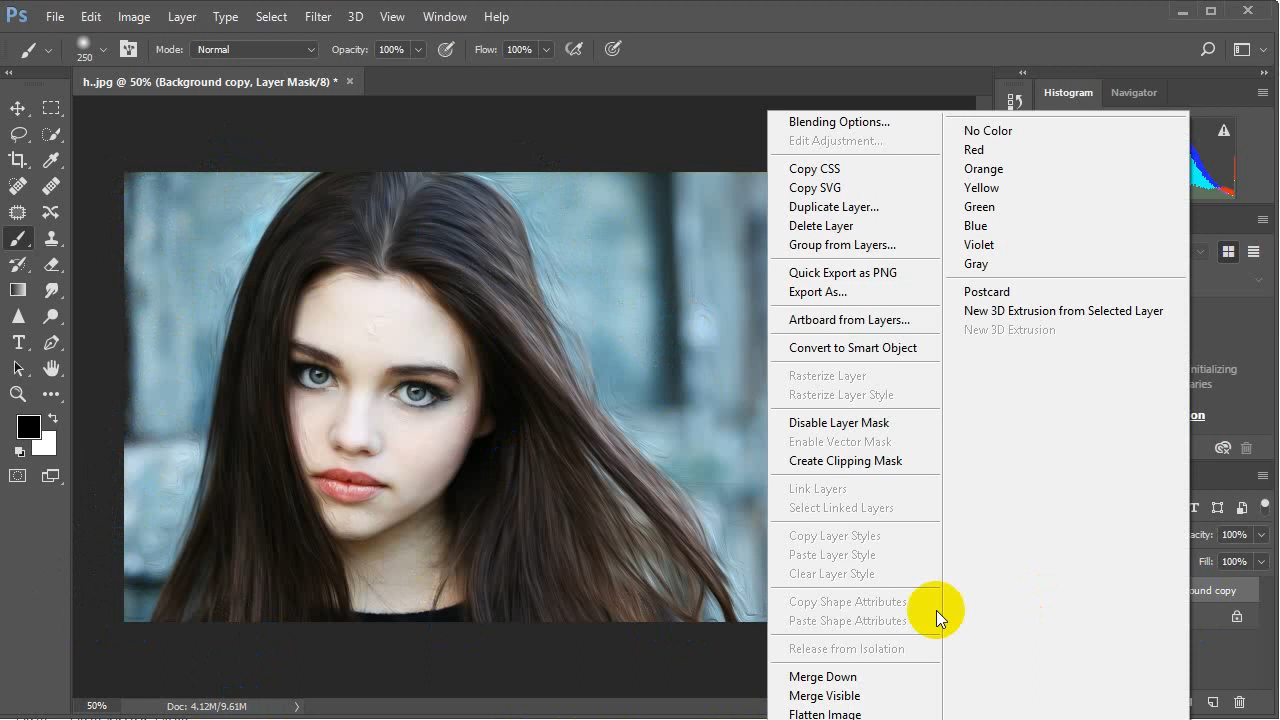 Ps File Edit Image Layer Type Select Filter 3D View Window Help
250 Mode: Normal Opacity: 100% Flow: 100%
h..jpg @ 50% (Background copy, Layer Mask/8) * ×
Histogram Navigator
Blending Options...
Edit Adjustment...
Copy CSS
Copy SVG
Duplicate Layer...
Delete Layer
Group from Layers...
Quick Export as PNG
Export As...
Artboard from Layers...
Convert to Smart Object
Rasterize Layer
Rasterize Layer Style
Disable Layer Mask
Enable Vector Mask
Create Clipping Mask
Link Layers
Select Linked Layers
Copy Layer Styles
Paste Layer Style
Clear Layer Style
Copy Shape Attributes
Paste Shape Attributes
Release from Isolation
Merge Down
Merge Visible
Flatten Image
No Color
Red
Orange
Yellow
Green
Blue
Violet
Gray
Postcard
New 3D Extrusion from Selected Layer
New 3D Extrusion
nitializing
aries
on
acity: 100%
Fill: 100%
ound copy
50% Doc: 4.12M/9.61M